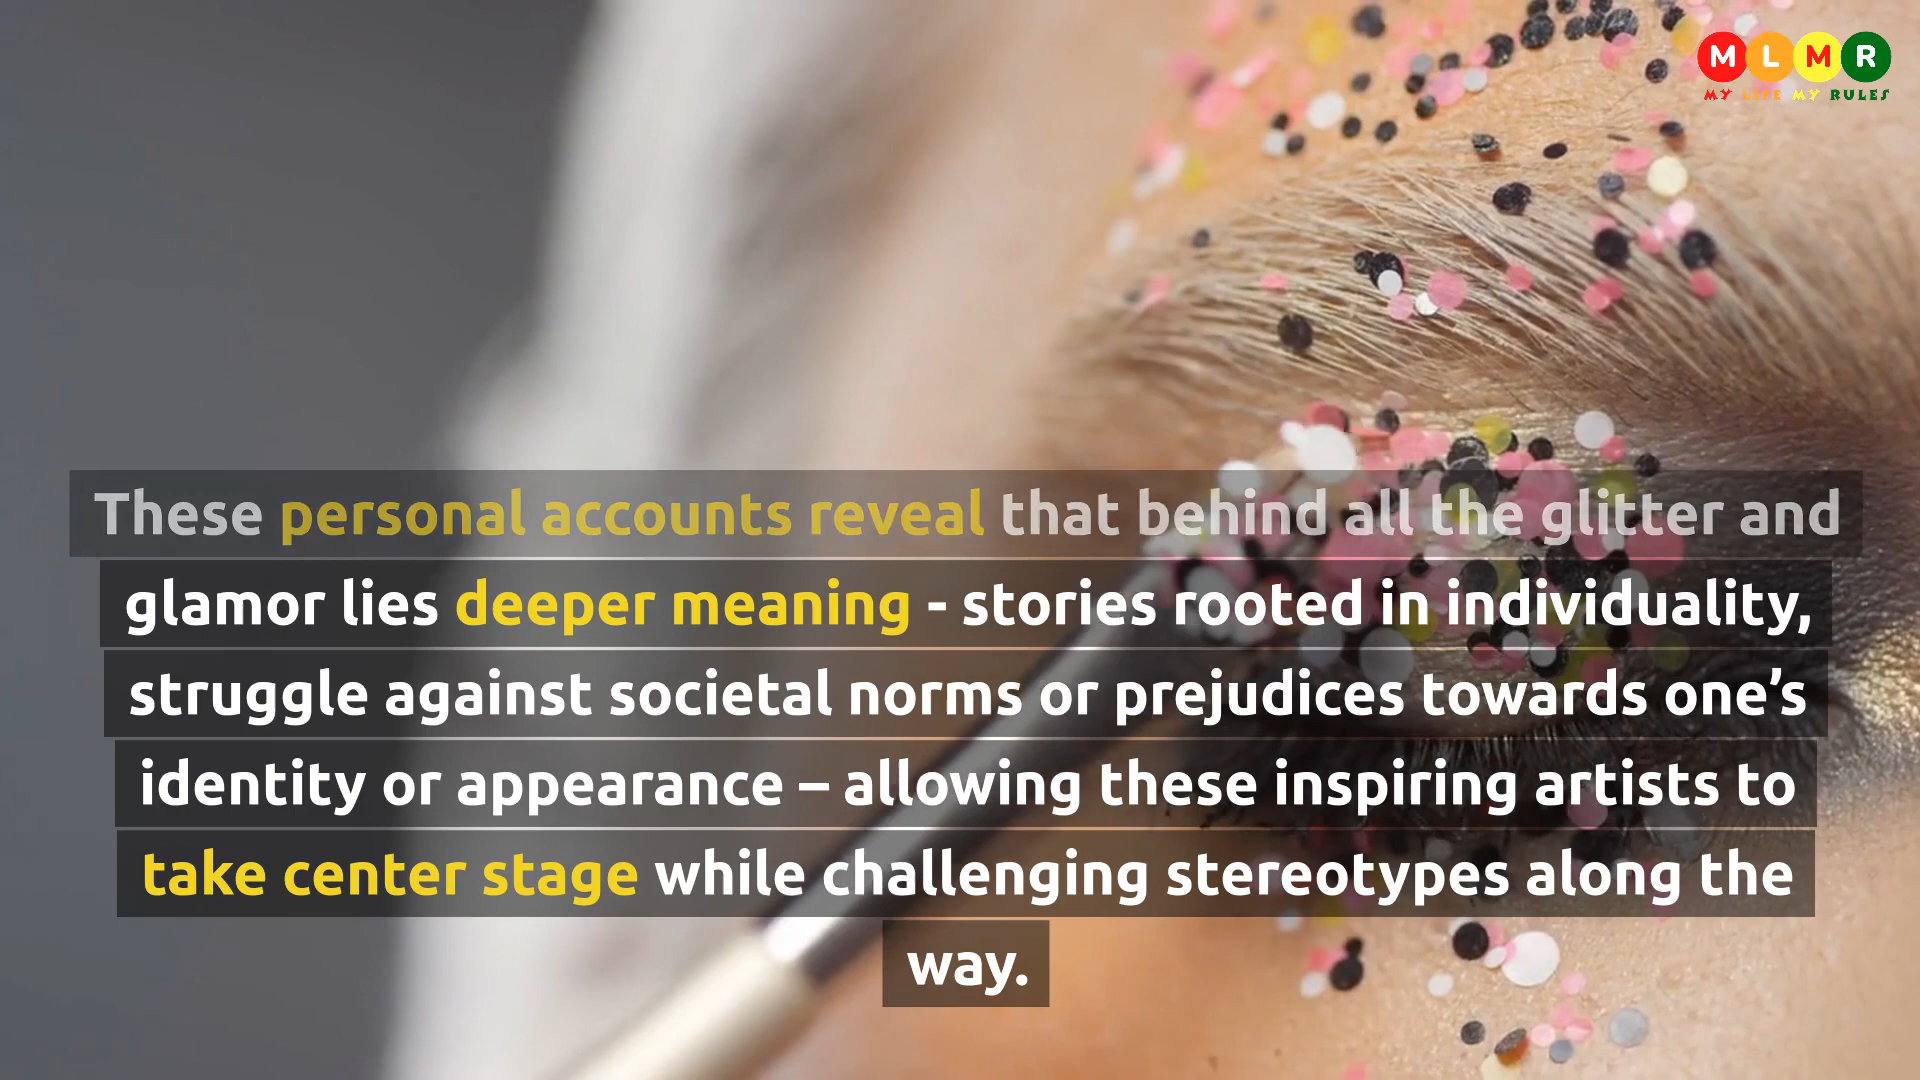 M L M R
MY LIFE MY RULES
These personal accounts reveal that behind all the glitter and
glamor lies deeper meaning - stories rooted in individuality,
struggle against societal norms or prejudices towards one’s
identity or appearance – allowing these inspiring artists to
take center stage while challenging stereotypes along the
way.